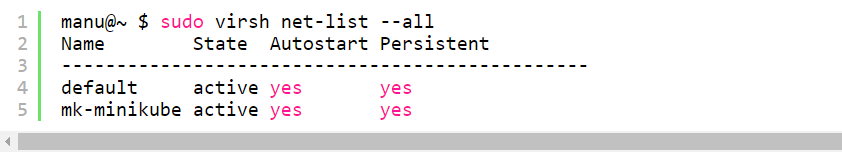 1 manu@~ $ sudo virsh net-list --all
2 Name        State  Autostart Persistent
3 ------------------------------------------------
4 default     active yes       yes
5 mk-minikube active yes       yes